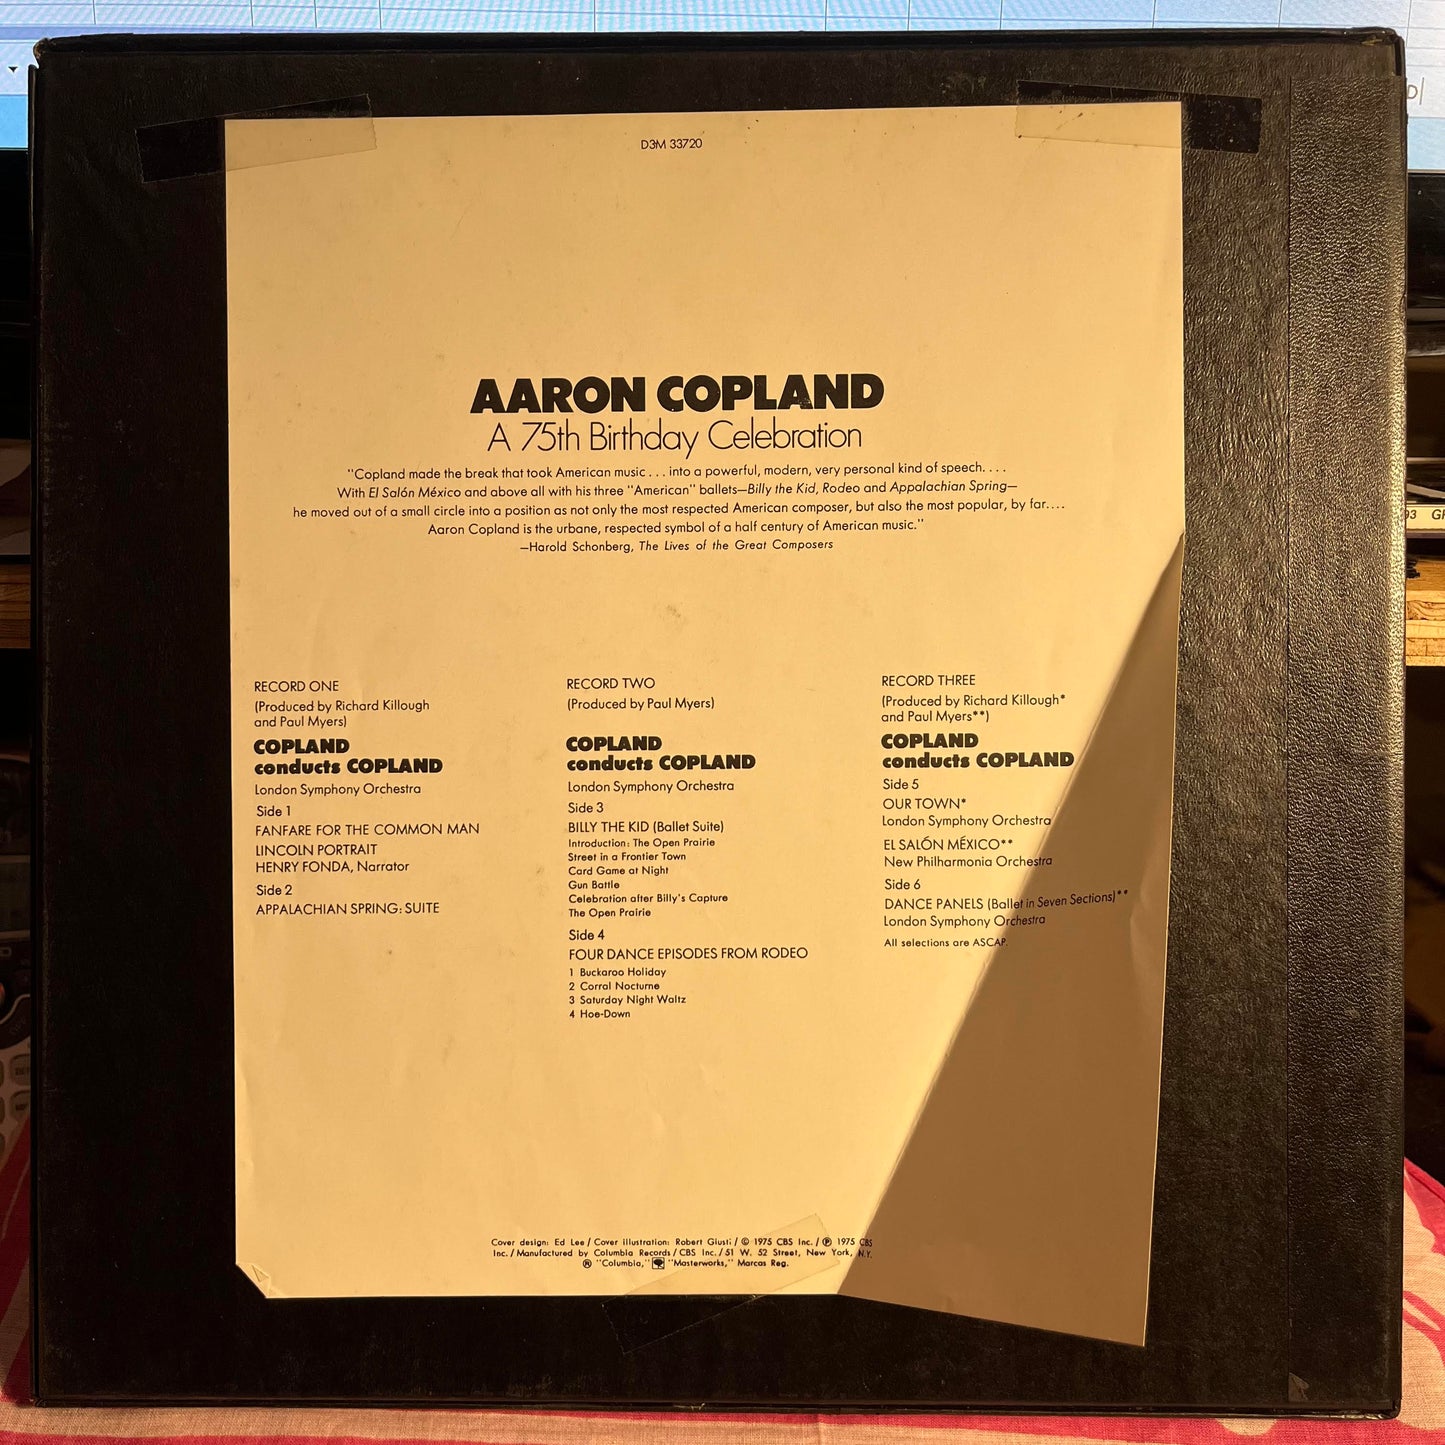 D3M 33720
AARON COPLAND
A 75th Birthday Celebration
"Copland made the break that took American music . . . into a powerful, modern, very personal kind of speech. . . .
With El Salón México and above all with his three "American" ballets—Billy the Kid, Rodeo and Appalachian Spring—
he moved out of a small circle into a position as not only the most respected American composer, but also the most popular, by far....
Aaron Copland is the urbane, respected symbol of a half century of American music."
—Harold Schonberg, The Lives of the Great Composers
RECORD ONE
(Produced by Richard Killough
and Paul Myers)
COPLAND
conducts COPLAND
London Symphony Orchestra
Side 1
FANFARE FOR THE COMMON MAN
LINCOLN PORTRAIT
HENRY FONDA, Narrator
Side 2
APPALACHIAN SPRING: SUITE
RECORD TWO
(Produced by Paul Myers)
COPLAND
conducts COPLAND
London Symphony Orchestra
Side 3
BILLY THE KID (Ballet Suite)
Introduction: The Open Prairie
Street in a Frontier Town
Card Game at Night
Gun Battle
Celebration after Billy's Capture
The Open Prairie
Side 4
FOUR DANCE EPISODES FROM RODEO
1 Buckaroo Holiday
2 Corral Nocturne
3 Saturday Night Waltz
4 Hoe-Down
RECORD THREE
(Produced by Richard Killough*
and Paul Myers**)
COPLAND
conducts COPLAND
Side 5
OUR TOWN*
London Symphony Orchestra
EL SALÓN MÉXICO**
New Philharmonia Orchestra
Side 6
DANCE PANELS (Ballet in Seven Sections)**
London Symphony Orchestra
All selections are ASCAP.
Cover design: Ed Lee / Cover illustration: Robert Giusti / © 1975 CBS Inc. / ℗ 1975 CBS
Inc. / Manufactured by Columbia Records / CBS Inc. / 51 W. 52 Street, New York, N.Y.
® "Columbia," "Masterworks," Marcas Reg.